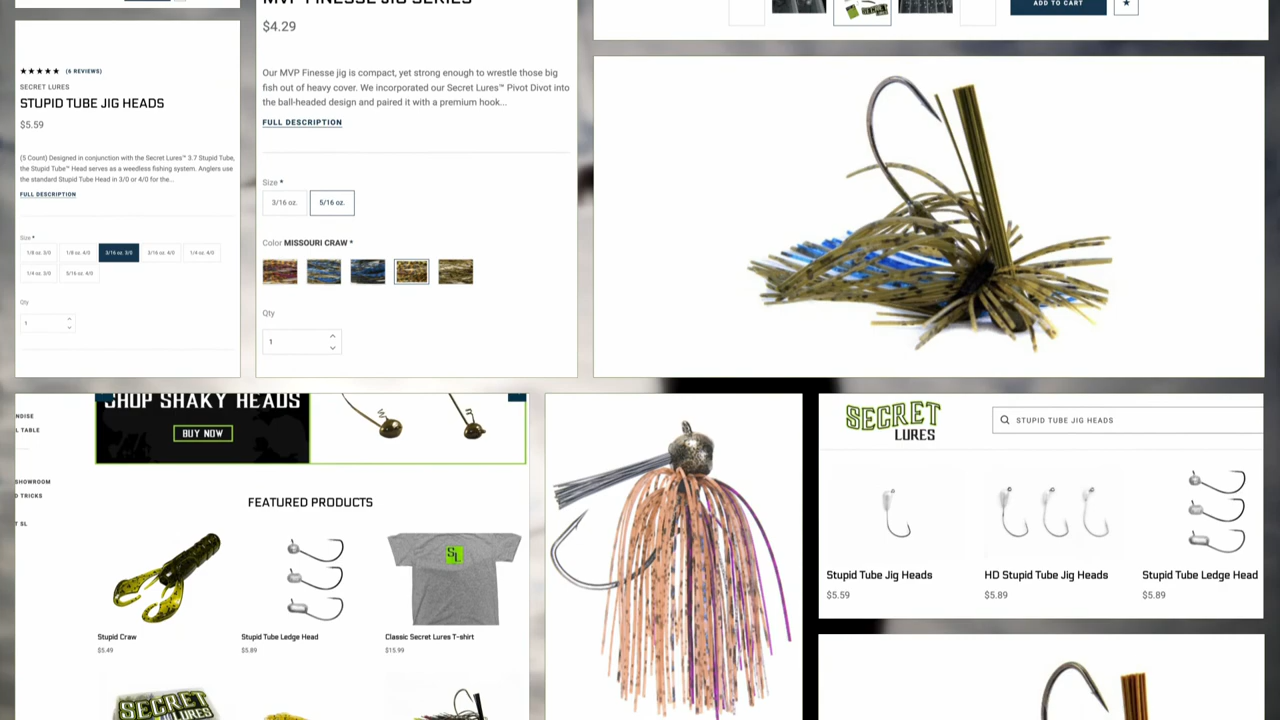 ★★★★★ (6 REVIEWS)
SECRET LURES
STUPID TUBE JIG HEADS
$5.59
(5 Count) Designed in conjunction with the Secret Lures™ 3.7 Stupid Tube,
the Stupid Tube™ Head serves as a weedless fishing system. Anglers use
the standard Stupid Tube Head in 3/0 or 4/0 for the...
FULL DESCRIPTION
Size *
1/8 oz. 3/0 1/8 oz. 4/0 3/16 oz. 3/0 3/16 oz. 4/0 1/4 oz. 4/0
1/4 oz. 3/0 5/16 oz. 4/0
Qty
1
MVP FINESSE JIG SERIES
$4.29
Our MVP Finesse jig is compact, yet strong enough to wrestle those big
fish out of heavy cover. We incorporated our Secret Lures™ Pivot Divot into
the ball-headed design and paired it with a premium hook...
FULL DESCRIPTION
Size *
3/16 oz. 5/16 oz.
Color MISSOURI CRAW *
Qty
1
SECRET
ADD TO CART
NDISE
L TABLE
SHOWROOM
D TRICKS
T SL
SHOP SHAKY HEADS
BUY NOW
FEATURED PRODUCTS
SL
Stupid Craw
$5.49
Stupid Tube Ledge Head
$5.89
Classic Secret Lures T-shirt
$15.99
SECRET
LURES
SECRET
LURES
STUPID TUBE JIG HEADS
Stupid Tube Jig Heads
$5.59
HD Stupid Tube Jig Heads
$5.89
Stupid Tube Ledge Head
$5.89